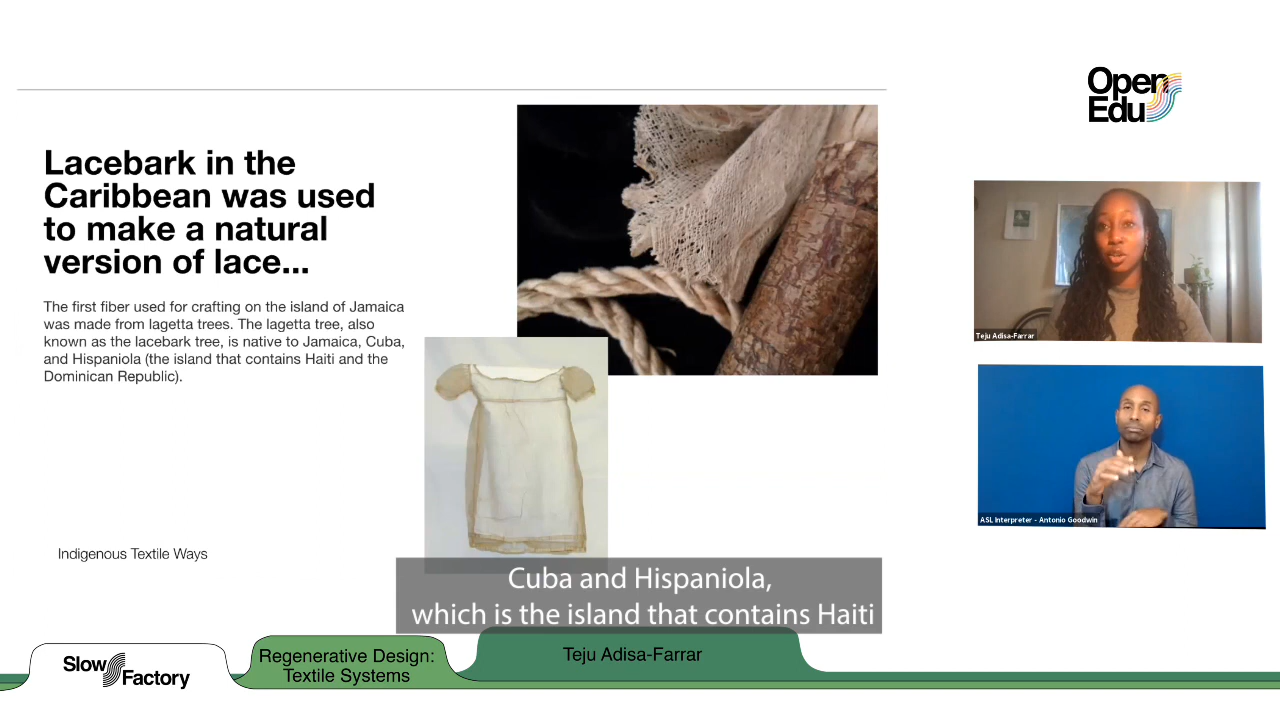 Open
Edu
Lacebark in the
Caribbean was used
to make a natural
version of lace...
The first fiber used for crafting on the island of Jamaica
was made from lagetta trees. The lagetta tree, also
known as the lacebark tree, is native to Jamaica, Cuba,
and Hispaniola (the island that contains Haiti and the
Dominican Republic).
Teju Adisa-Farrar
ASL Interpreter - Antonio Goodwin
Indigenous Textile Ways
Cuba and Hispaniola,
which is the island that contains Haiti
Slow
Factory
Regenerative Design:
Textile Systems
Teju Adisa-Farrar